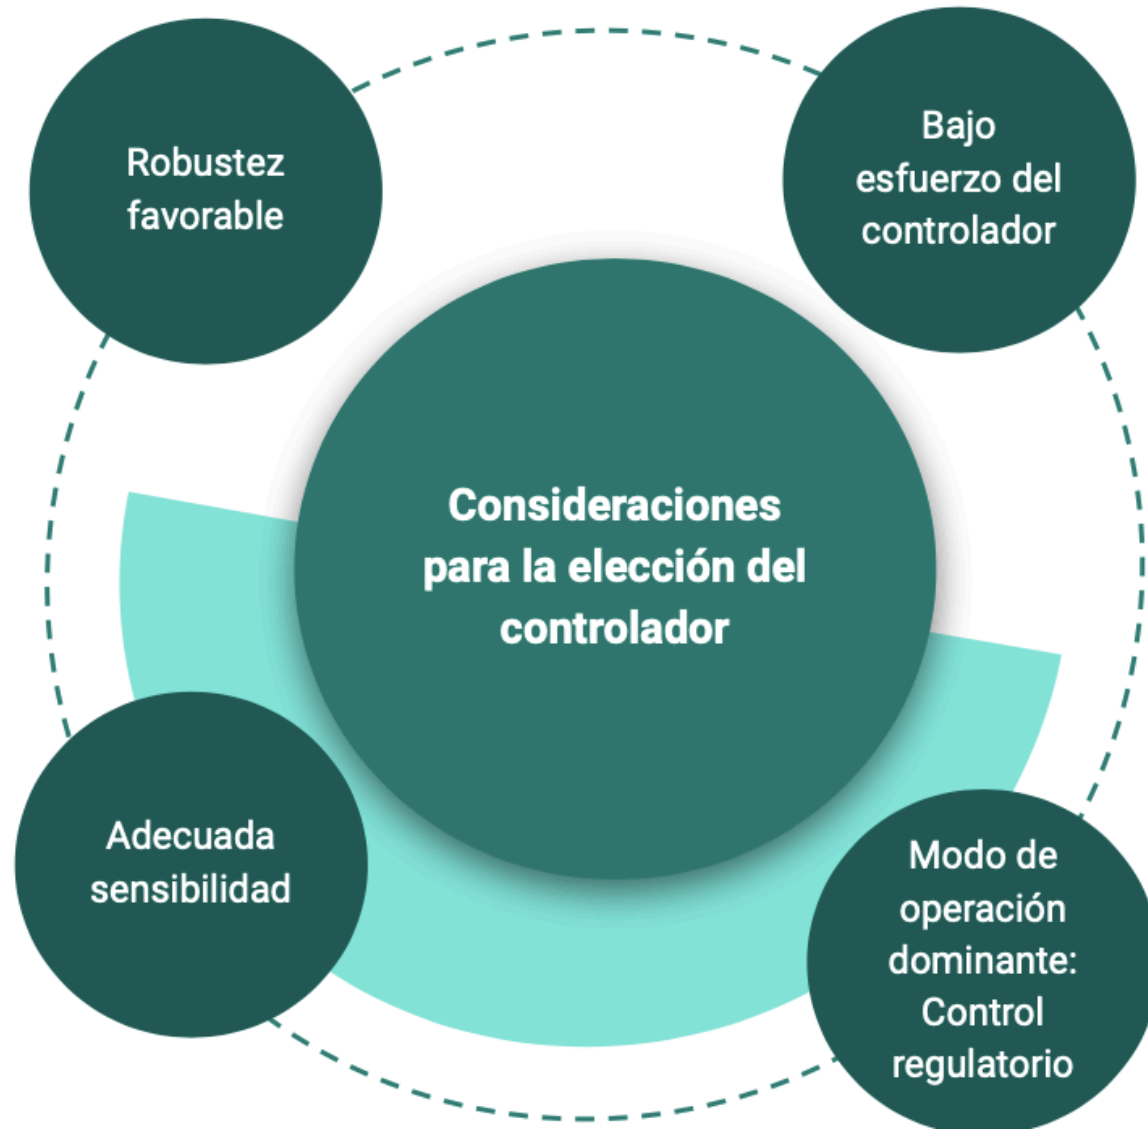 Robustez
favorable
Bajo
esfuerzo del
controlador
Consideraciones
para la elección del
controlador
Adecuada
sensibilidad
Modo de
operación
dominante:
Control
regulatorio